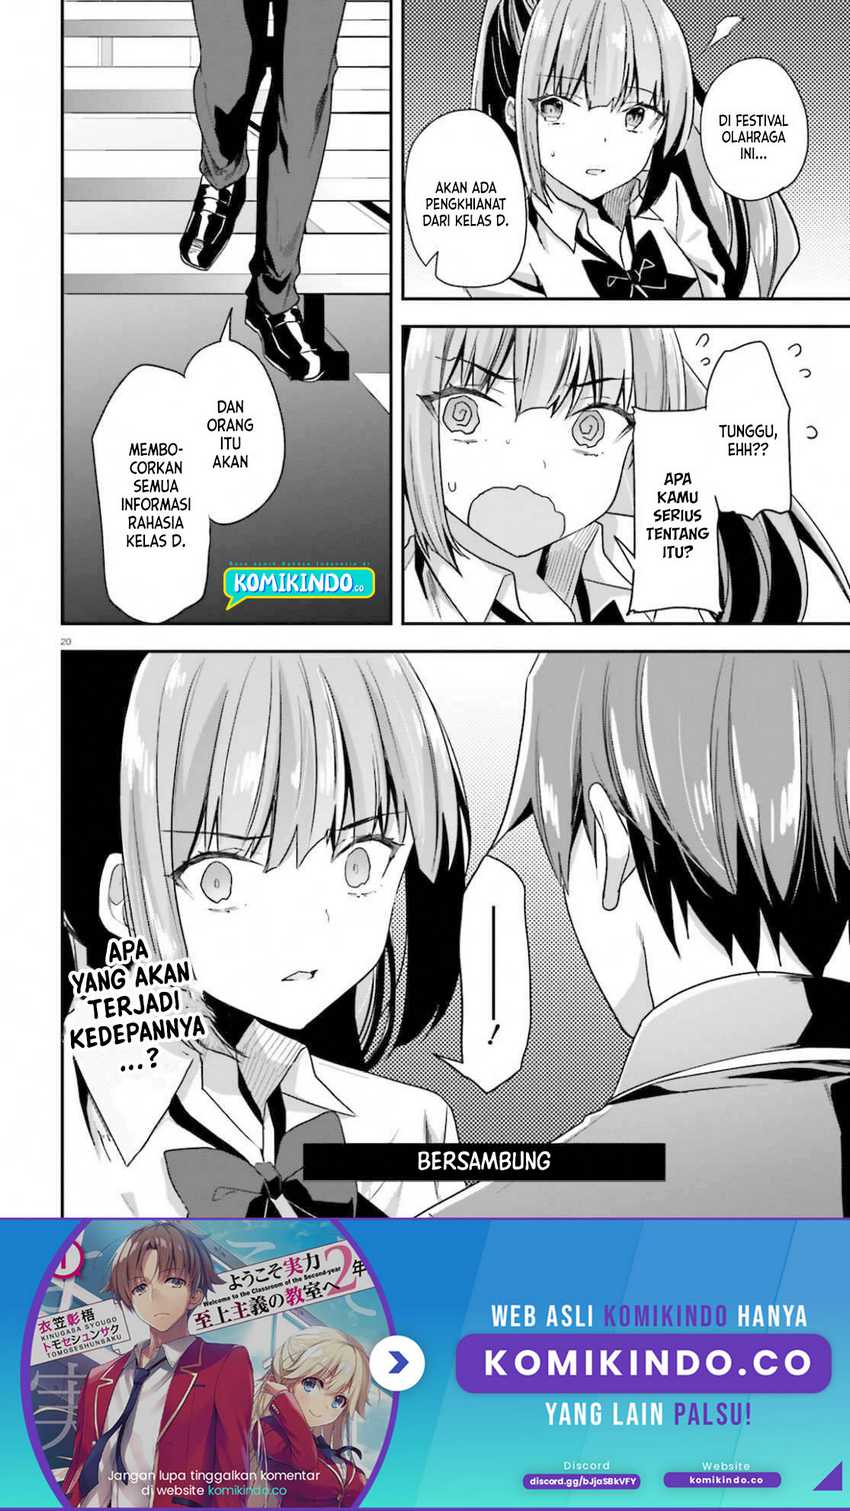 DI FESTIVAL
OLAHRAGA
INI...
AKAN ADA
PENGKHIANAT
DARI KELAS D.
DAN
ORANG
ITU
AKAN
MEMBO-
CORKAN
SEMUA
INFORMASI
RAHASIA
KELAS D.
Baca komik Bahasa Indonesia di
KOMIKINDO.CO
TUNGGU,
EHH??
APA
KAMU
SERIUS
TENTANG
ITU?
20
!
APA
YANG AKAN
TERJADI
KEDEPANNYA
...?
BERSAMBUNG
ようこそ実力
Welcome to the Classroom of the Second-year
至上主義の教室へ
2年
衣笠彰梧
KINUGASA SYOUGO
トモセシュンサク
TOMOSESHUNSAKU
Jangan lupa tinggalkan komentar
di website komikindo.co
WEB ASLI KOMIKINDO HANYA
KOMIKINDO.CO
YANG LAIN PALSU!
Discord
discord.gg/bJjaSBkVFY
Website
komikindo.co